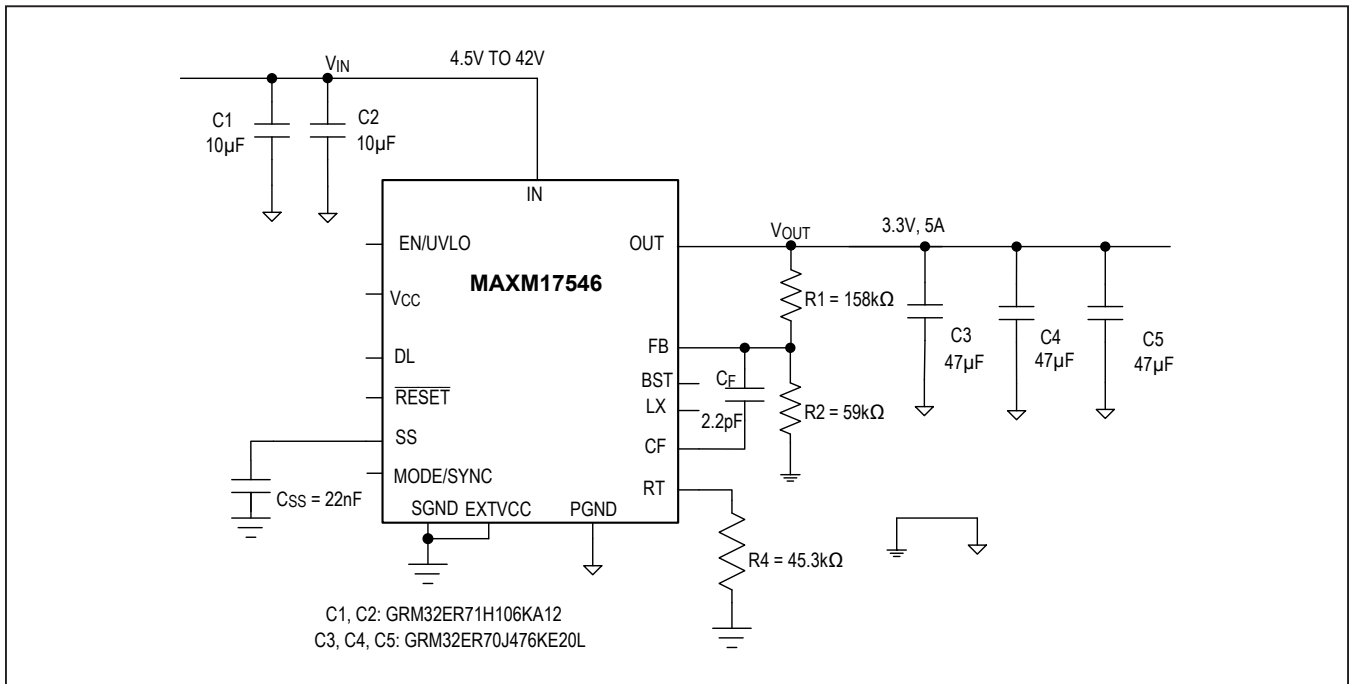 VIN
4.5V TO 42V
C1
10µF
C2
10µF
IN
EN/UVLO
OUT
VOUT
3.3V, 5A
MAXM17546
VCC
R1 = 158kΩ
C3
47µF
C4
47µF
C5
47µF
DL
FB
RESET
BST
CF
LX
2.2pF
R2 = 59kΩ
SS
CF
MODE/SYNC
RT
CSS = 22nF
SGND
EXTVCC
PGND
R4 = 45.3kΩ
C1, C2: GRM32ER71H106KA12
C3, C4, C5: GRM32ER70J476KE20L